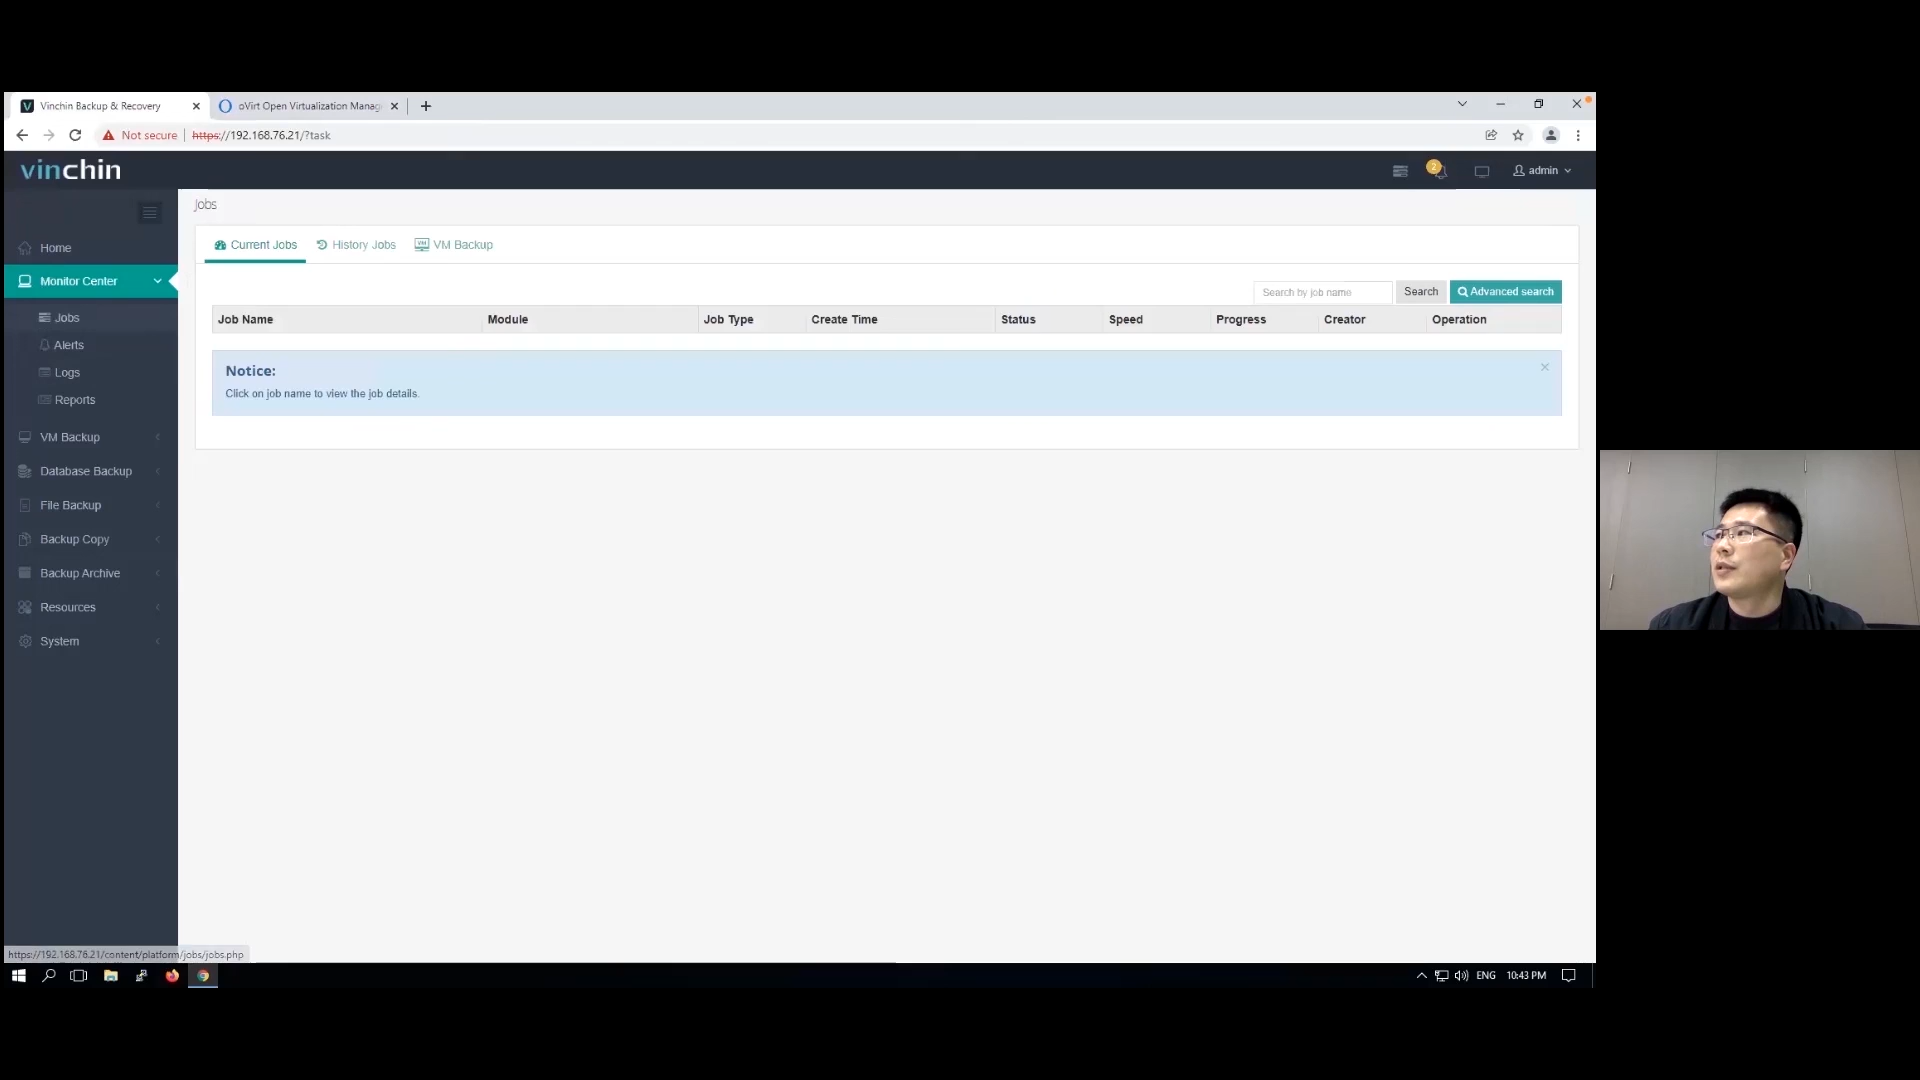 Vinchin Backup & Recovery
oVirt Open Virtualization Manag
Not secure
https://192.168.76.21/?task
vinchin
2
admin
Jobs
Current Jobs
History Jobs
VM Backup
Search by job name
Search
Advanced search
Job Name
Module
Job Type
Create Time
Status
Speed
Progress
Creator
Operation
Notice:
Click on job name to view the job details.
Home
Monitor Center
Jobs
Alerts
Logs
Reports
VM Backup
Database Backup
File Backup
Backup Copy
Backup Archive
Resources
System
https://192.168.76.21/content/platform/jobs/jobs.php
ENG
10:43 PM